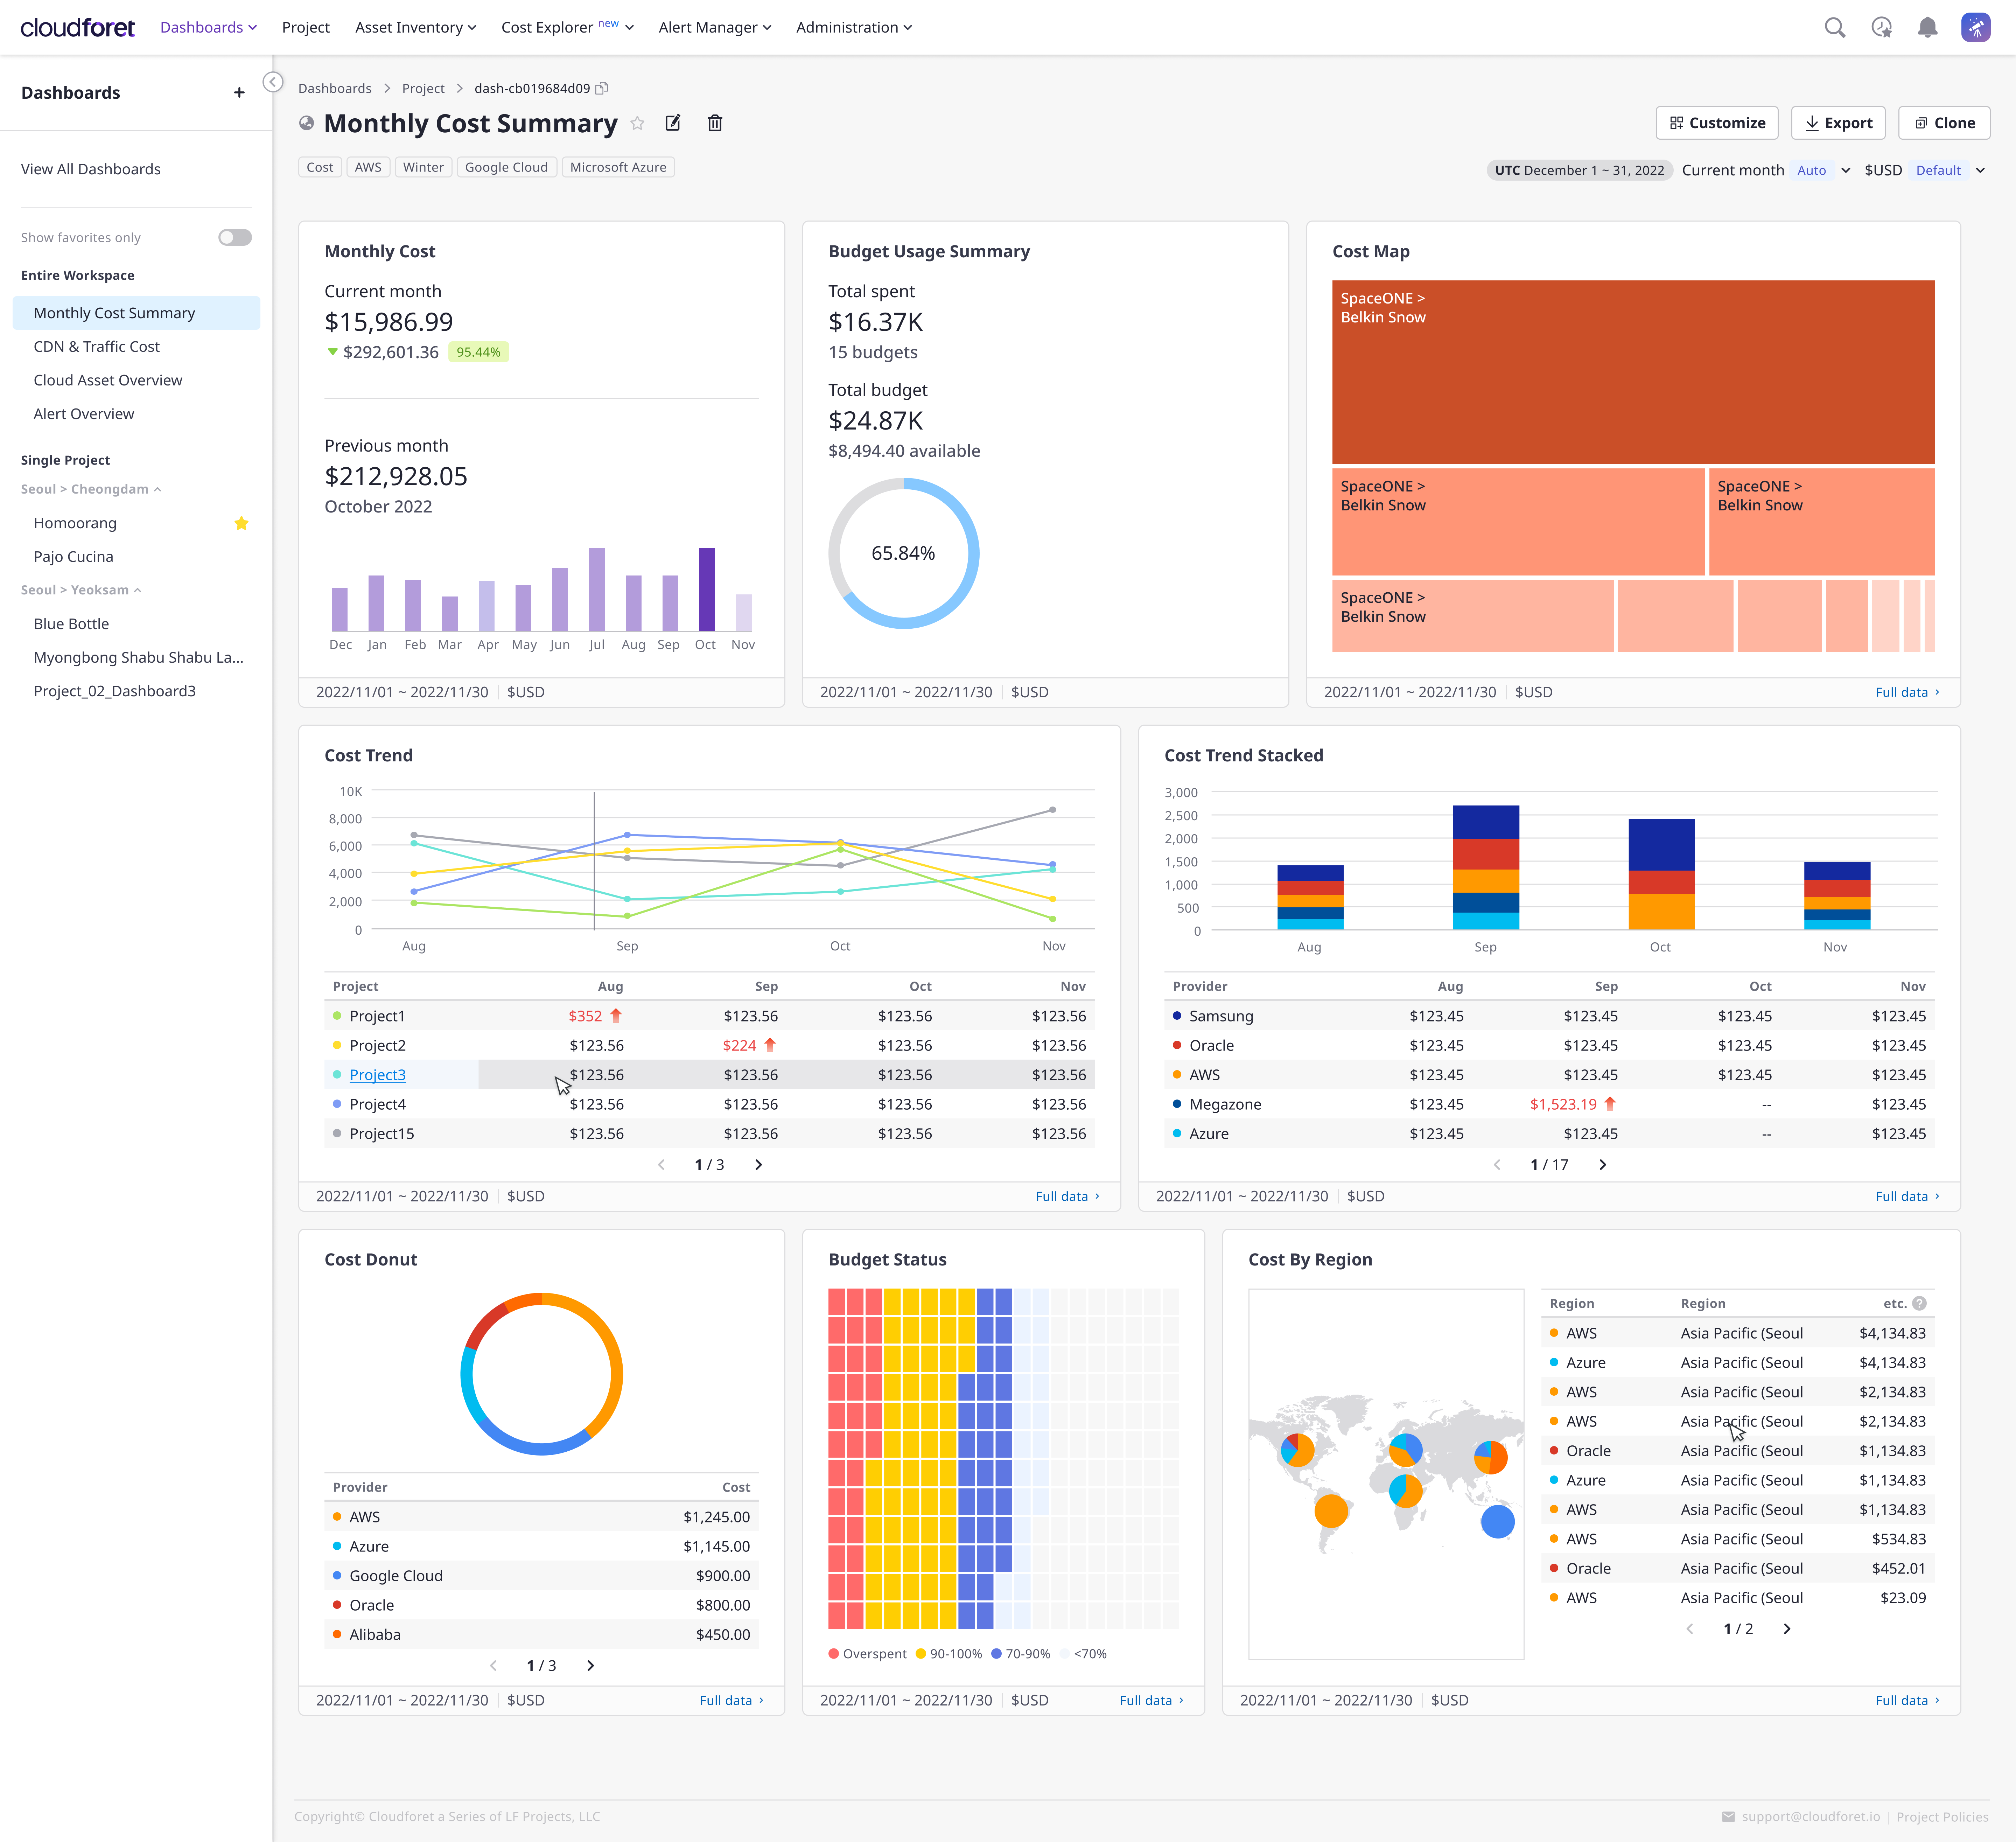 cloudforet Dashboards Project Asset Inventory Cost Explorer new Alert Manager Administration
Dashboards +
View All Dashboards
Show favorites only
Entire Workspace
Monthly Cost Summary
CDN & Traffic Cost
Cloud Asset Overview
Alert Overview
Single Project
Seoul > Cheongdam
Homoorang
Pajo Cucina
Seoul > Yeoksam
Blue Bottle
Myongbong Shabu Shabu La...
Project_02_Dashboard3
Dashboards > Project > dash-cb019684d09
Monthly Cost Summary
Customize Export Clone
Cost AWS Winter Google Cloud Microsoft Azure
UTC December 1 ~ 31, 2022 Current month Auto $USD Default
Monthly Cost
Current month
$15,986.99
$292,601.36 95.44%
Previous month
$212,928.05
October 2022
Dec Jan Feb Mar Apr May Jun Jul Aug Sep Oct Nov
2022/11/01 ~ 2022/11/30 $USD
Budget Usage Summary
Total spent
$16.37K
15 budgets
Total budget
$24.87K
$8,494.40 available
65.84%
2022/11/01 ~ 2022/11/30 $USD
Cost Map
SpaceONE >
Belkin Snow
SpaceONE >
Belkin Snow
SpaceONE >
Belkin Snow
SpaceONE >
Belkin Snow
2022/11/01 ~ 2022/11/30 $USD Full data >
Cost Trend
10K
8,000
6,000
4,000
2,000
0
Aug Sep Oct Nov
Project Aug Sep Oct Nov
Project1 $352 $123.56 $123.56 $123.56
Project2 $123.56 $224 $123.56 $123.56
Project3 $123.56 $123.56 $123.56 $123.56
Project4 $123.56 $123.56 $123.56 $123.56
Project15 $123.56 $123.56 $123.56 $123.56
< 1 / 3 >
2022/11/01 ~ 2022/11/30 $USD Full data >
Cost Trend Stacked
3,000
2,500
2,000
1,500
1,000
500
0
Aug Sep Oct Nov
Provider Aug Sep Oct Nov
Samsung $123.45 $123.45 $123.45 $123.45
Oracle $123.45 $123.45 $123.45 $123.45
AWS $123.45 $123.45 $123.45 $123.45
Megazone $123.45 $1,523.19 -- $123.45
Azure $123.45 $123.45 -- $123.45
< 1 / 17 >
2022/11/01 ~ 2022/11/30 $USD Full data >
Cost Donut
Provider Cost
AWS $1,245.00
Azure $1,145.00
Google Cloud $900.00
Oracle $800.00
Alibaba $450.00
< 1 / 3 >
2022/11/01 ~ 2022/11/30 $USD Full data >
Budget Status
Overspent 90-100% 70-90% <70%
2022/11/01 ~ 2022/11/30 $USD Full data >
Cost By Region
Region Region etc. ?
AWS Asia Pacific (Seoul $4,134.83
Azure Asia Pacific (Seoul $4,134.83
AWS Asia Pacific (Seoul $2,134.83
AWS Asia Pacific (Seoul $2,134.83
Oracle Asia Pacific (Seoul $1,134.83
Azure Asia Pacific (Seoul $1,134.83
AWS Asia Pacific (Seoul $1,134.83
AWS Asia Pacific (Seoul $534.83
Oracle Asia Pacific (Seoul $452.01
AWS Asia Pacific (Seoul $23.09
< 1 / 2 >
2022/11/01 ~ 2022/11/30 $USD Full data >
Copyright© Cloudforet a Series of LF Projects, LLC
support@cloudforet.io | Project Policies